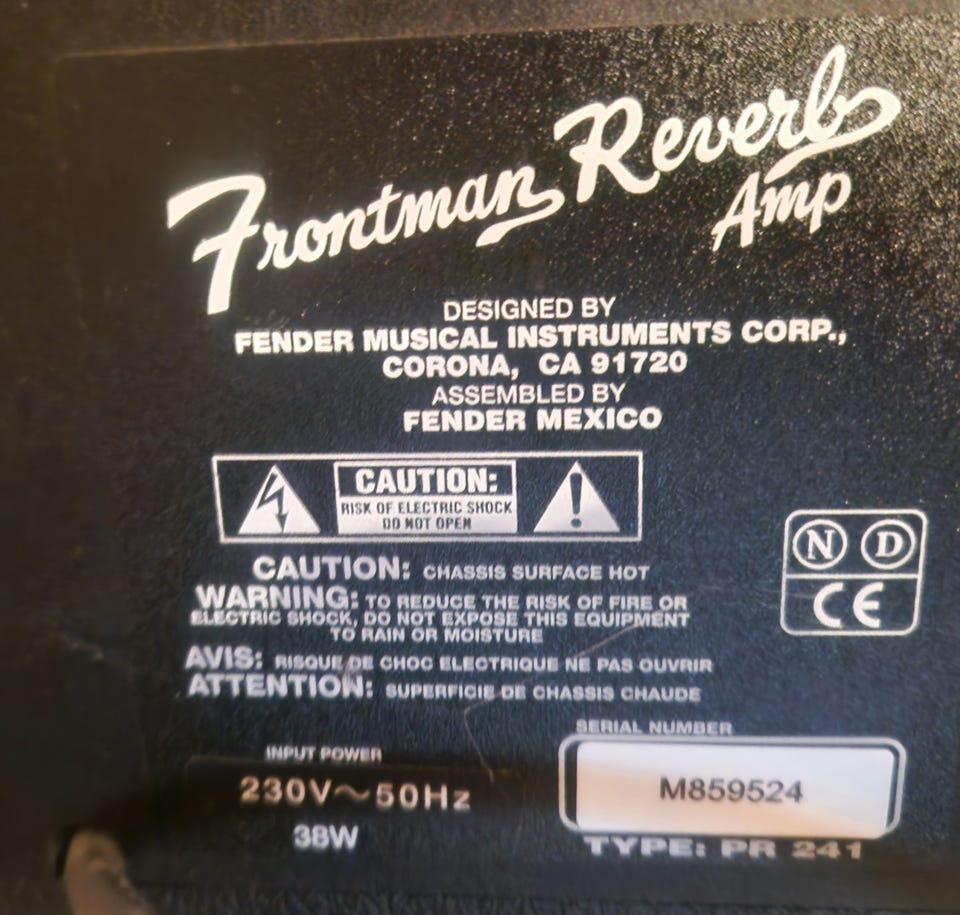 Frontman Reverb
Amp
DESIGNED BY
FENDER MUSICAL INSTRUMENTS CORP.,
CORONA, CA 91720
ASSEMBLED BY
FENDER MEXICO
CAUTION:
RISK OF ELECTRIC SHOCK
DO NOT OPEN
N D
CE
CAUTION: CHASSIS SURFACE HOT
WARNING: TO REDUCE THE RISK OF FIRE OR
ELECTRIC SHOCK, DO NOT EXPOSE THIS EQUIPMENT
TO RAIN OR MOISTURE
AVIS: RISQUE DE CHOC ELECTRIQUE NE PAS OUVRIR
ATTENTION: SUPERFICIE DE CHASSIS CHAUDE
INPUT POWER
230V~50Hz
38W
SERIAL NUMBER
M859524
TYPE: PR 241